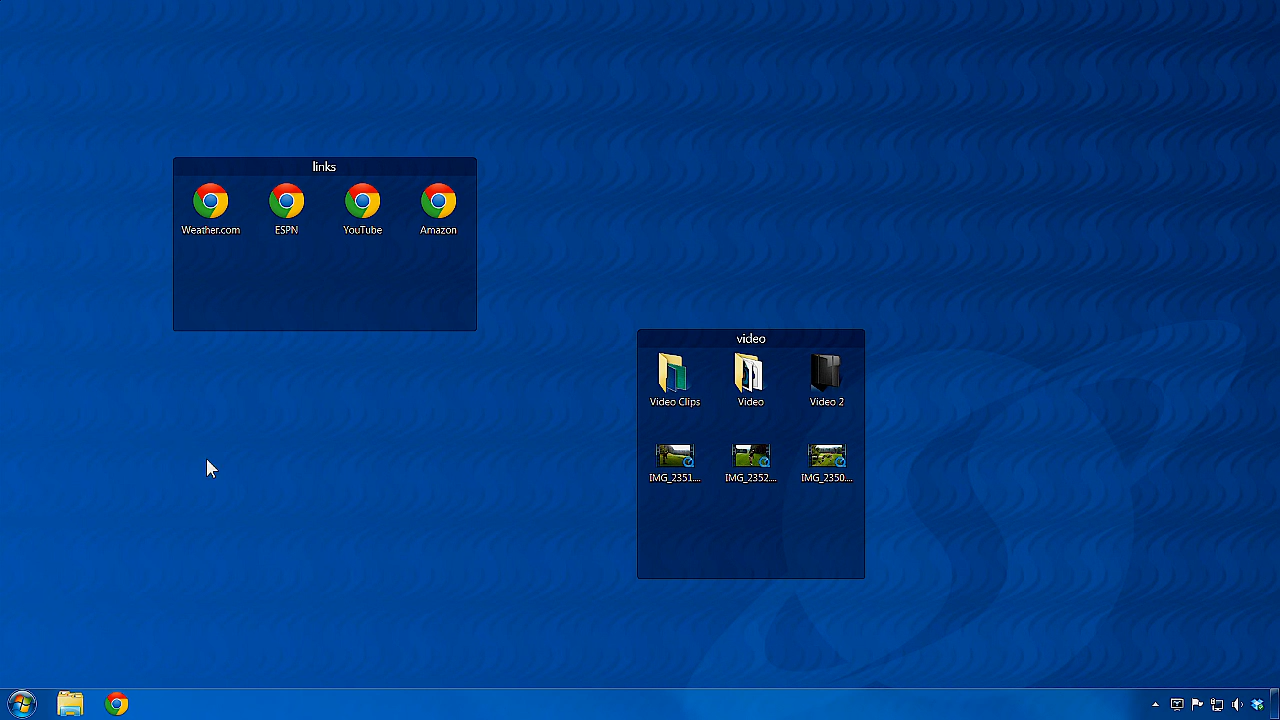 links
Weather.com ESPN YouTube Amazon
video
Video Clips Video Video 2
IMG_2351.... IMG_2352.... IMG_2350....